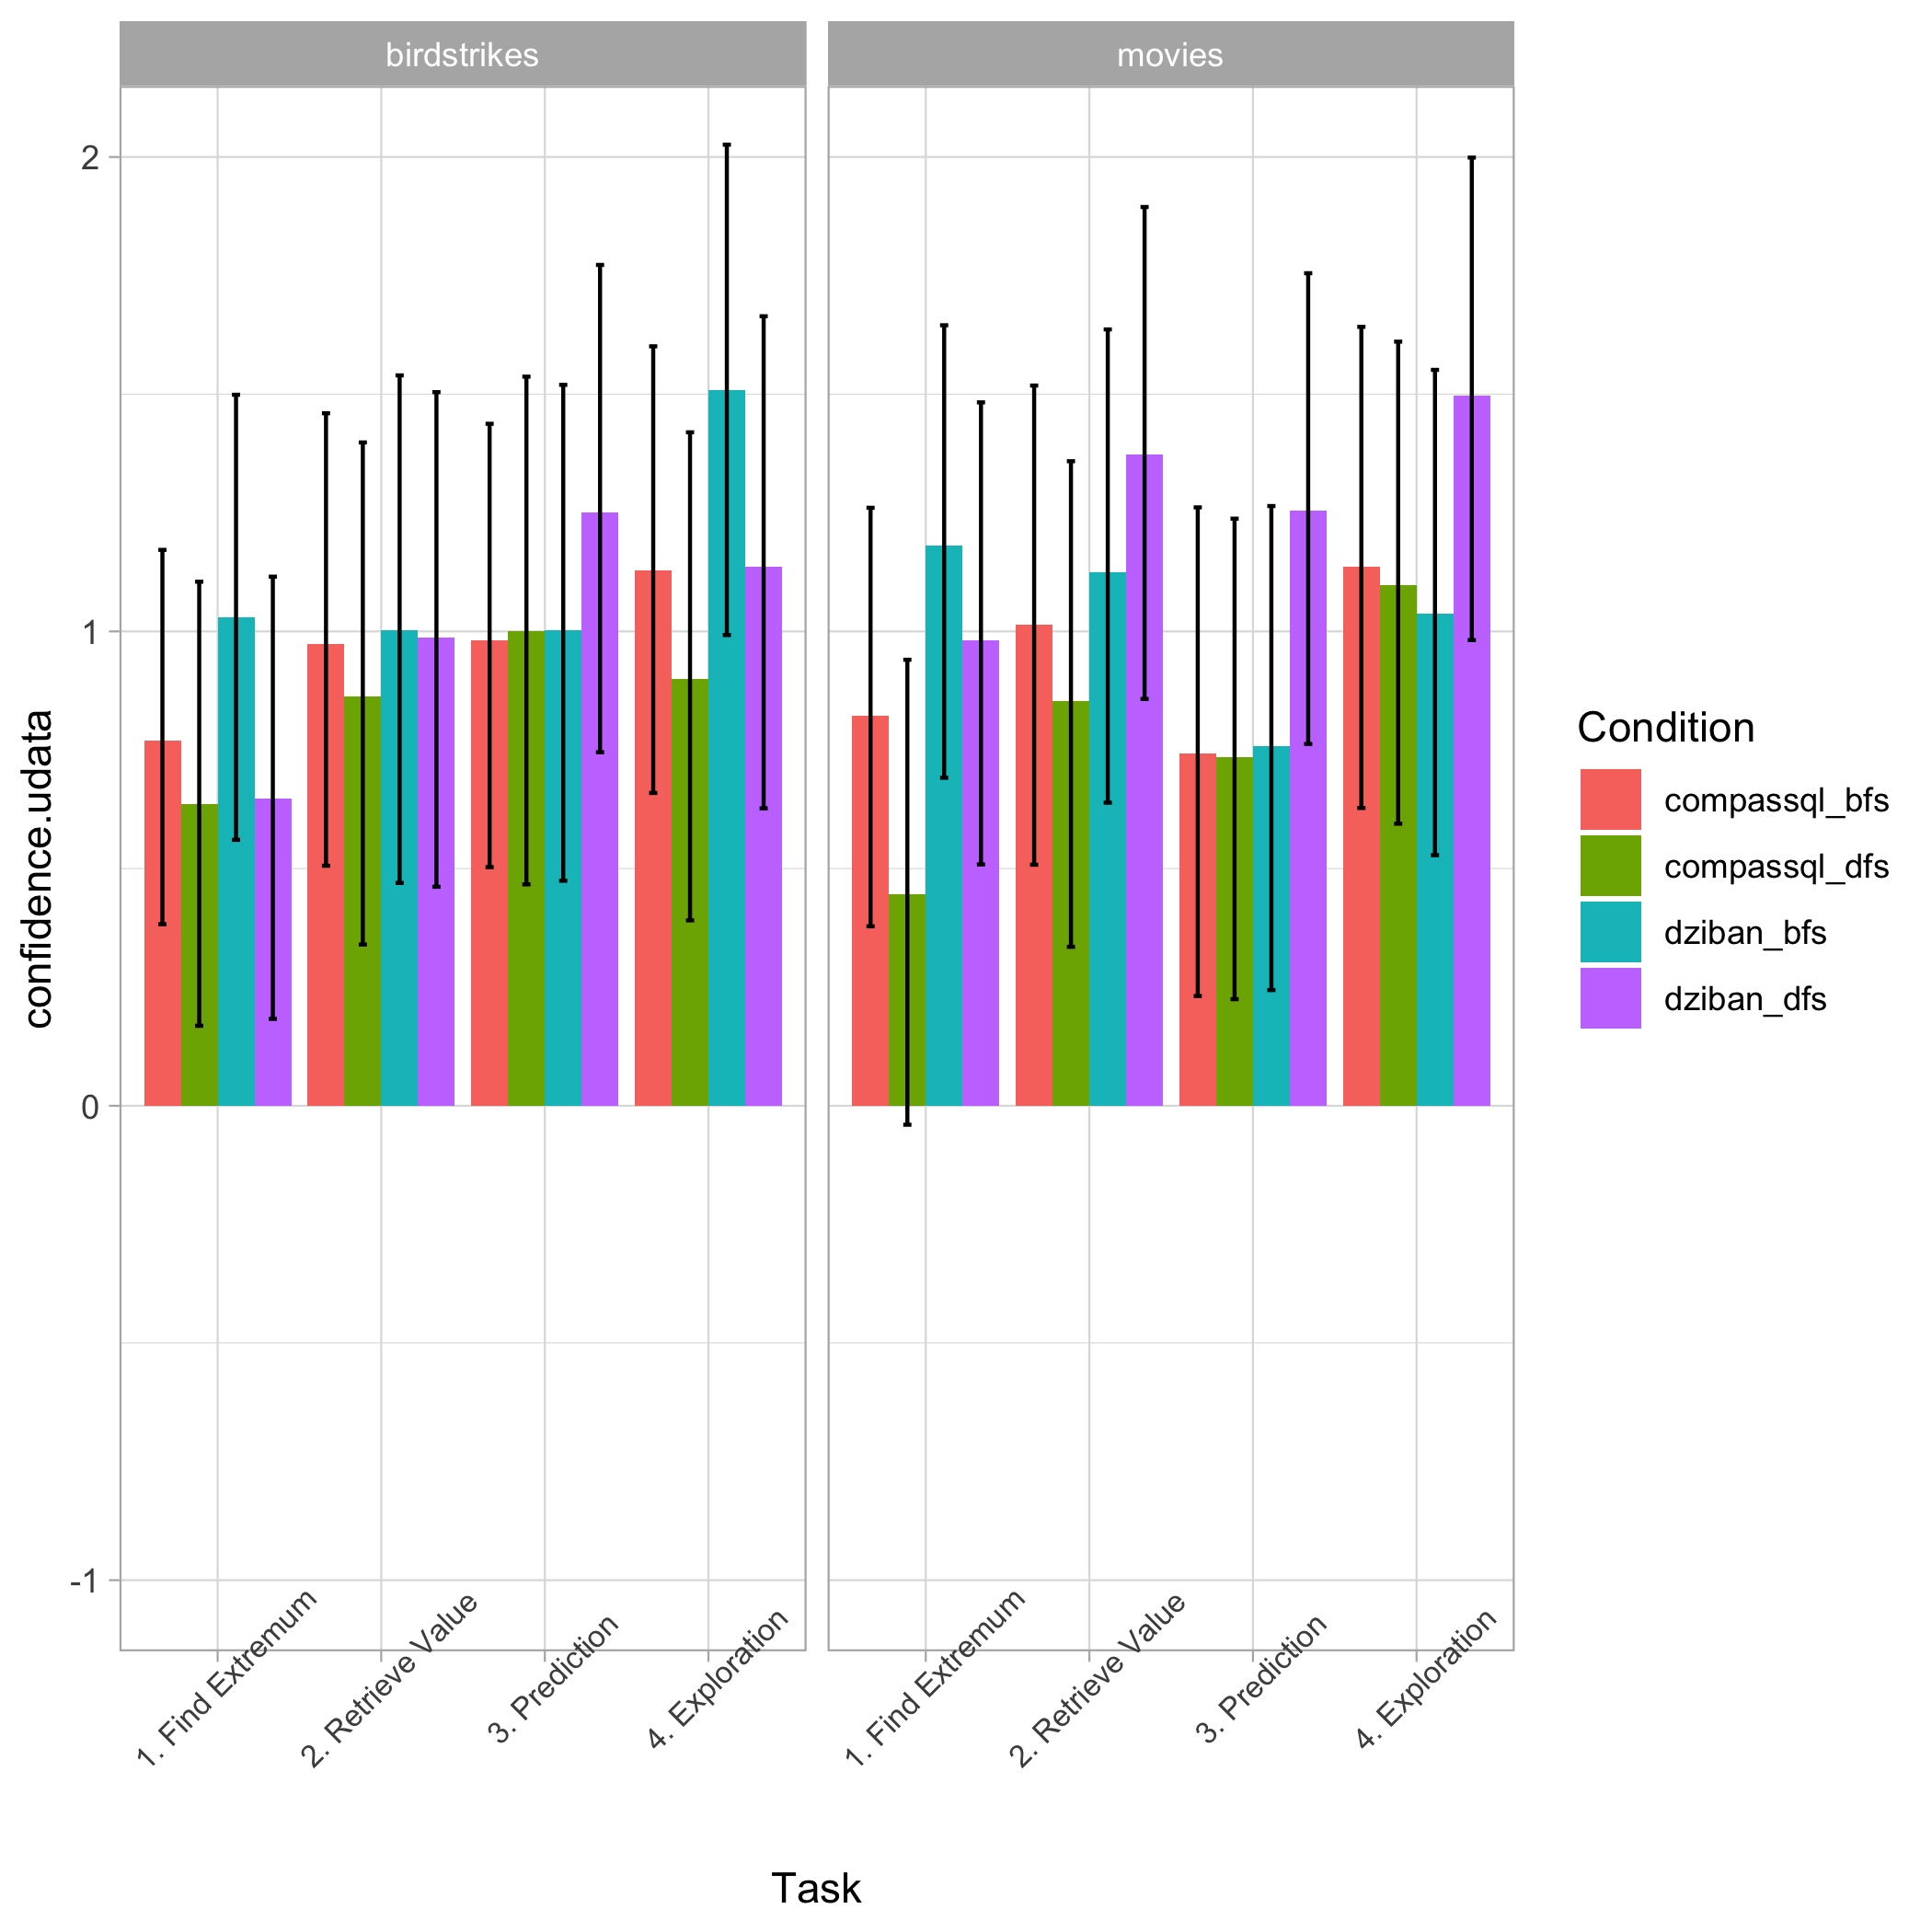 birdstrikes
movies
2
1
0
-1
confidence.udata
1. Find Extremum
2. Retrieve Value
3. Prediction
4. Exploration
1. Find Extremum
2. Retrieve Value
3. Prediction
4. Exploration
Task
Condition
compassql_bfs
compassql_dfs
dziban_bfs
dziban_dfs